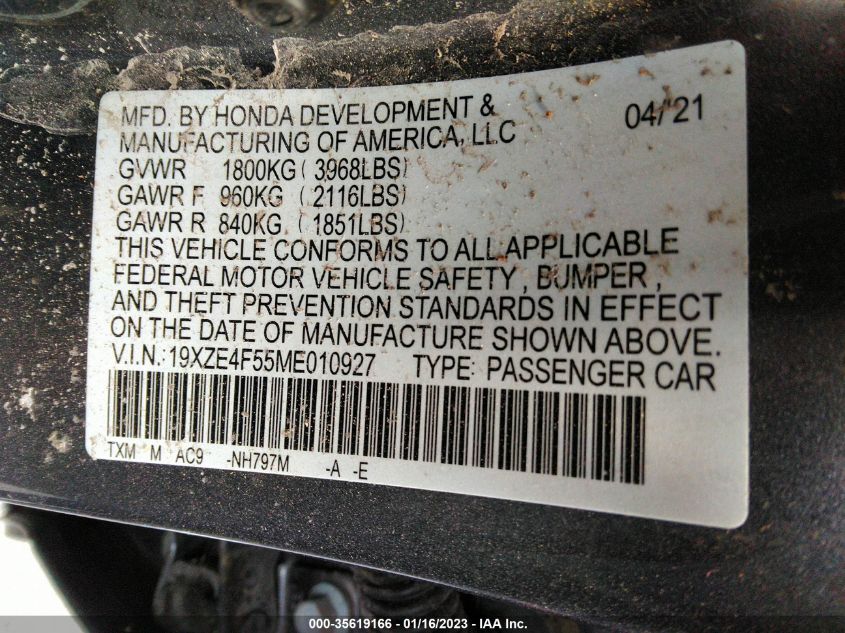 MFD. BY HONDA DEVELOPMENT & 04/21
MANUFACTURING OF AMERICA, LLC
GVWR 1800KG ( 3968LBS)
GAWR F 960KG ( 2116LBS)
GAWR R 840KG ( 1851LBS)
THIS VEHICLE CONFORMS TO ALL APPLICABLE
FEDERAL MOTOR VEHICLE SAFETY , BUMPER ,
AND THEFT PREVENTION STANDARDS IN EFFECT
ON THE DATE OF MANUFACTURE SHOWN ABOVE.
V.I.N.: 19XZE4F55ME010927 TYPE: PASSENGER CAR
TXM M AC9 -NH797M -A -E
000-35619166 - 01/16/2023 - IAA Inc.